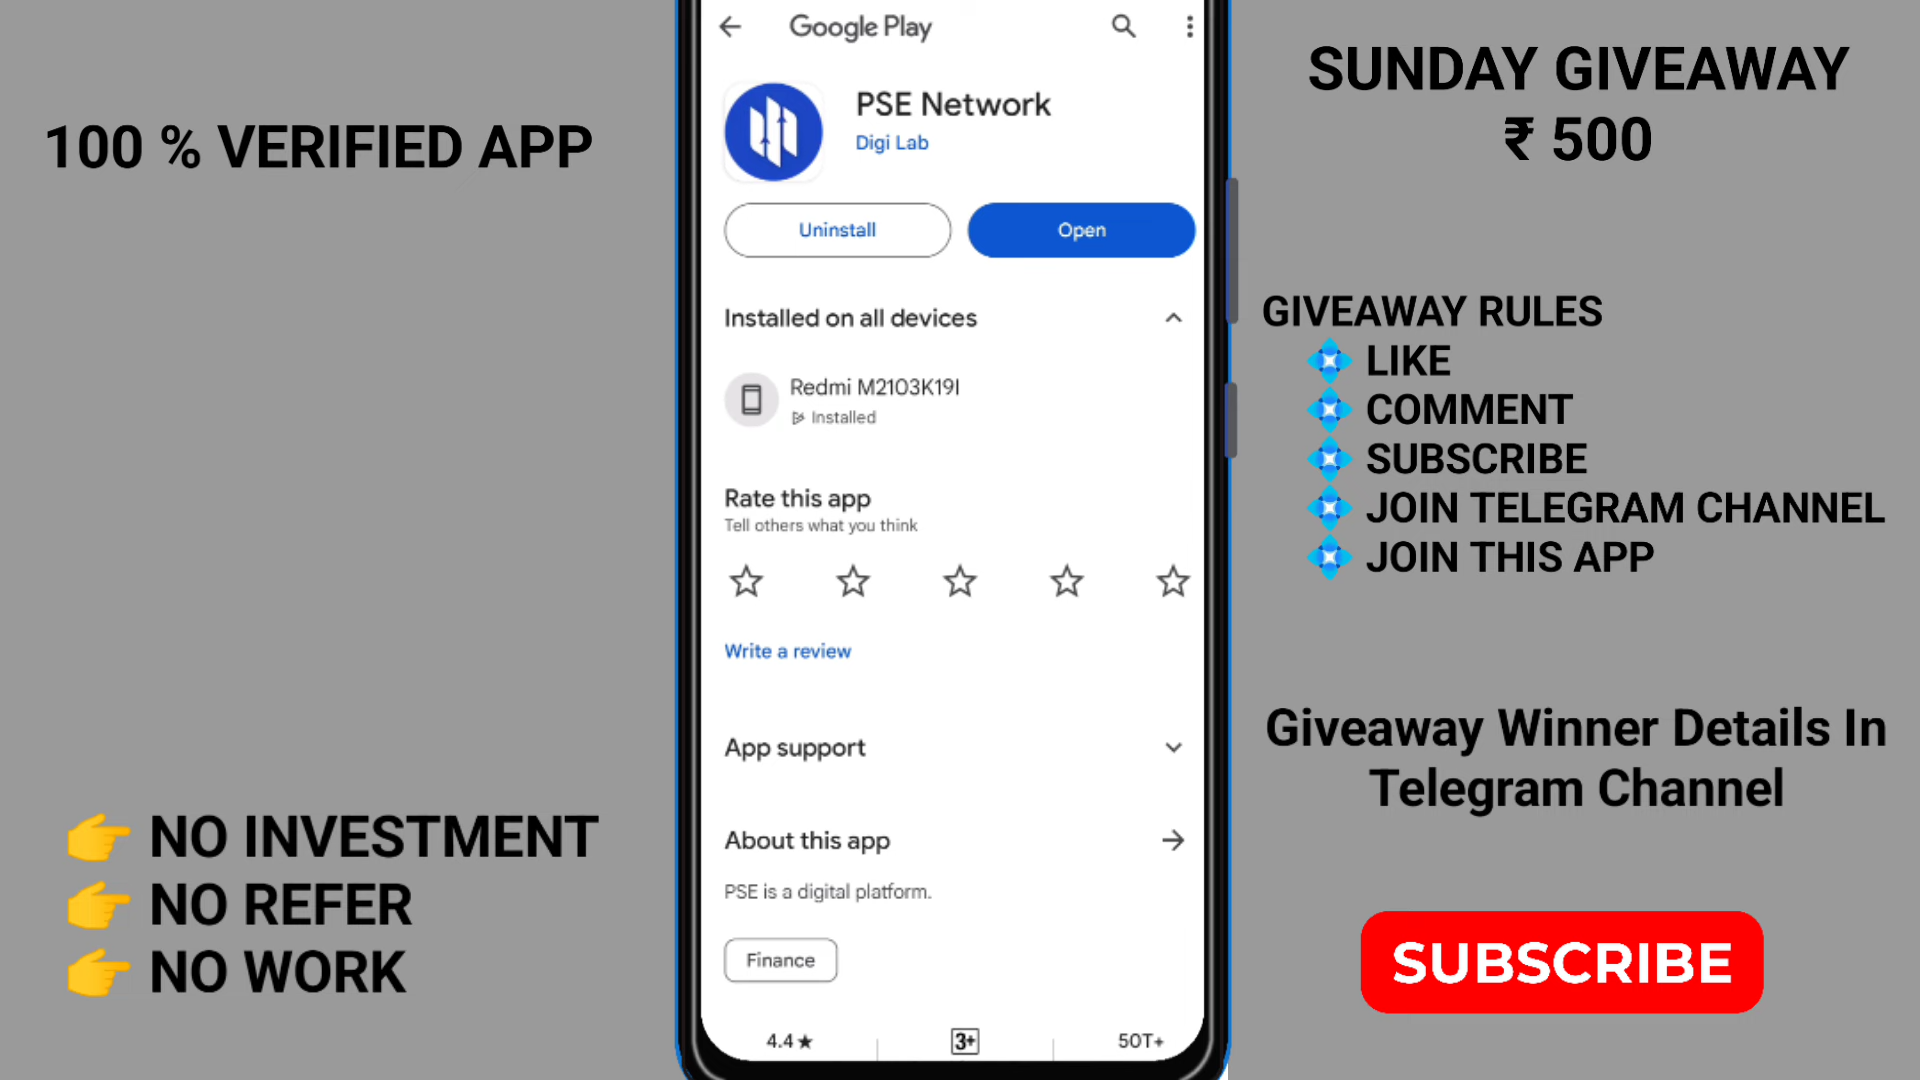 100 % VERIFIED APP
👉 NO INVESTMENT
👉 NO REFER
👉 NO WORK
Google Play
PSE Network
Digi Lab
Uninstall
Open
Installed on all devices
Redmi M2103K19I
Installed
Rate this app
Tell others what you think
Write a review
App support
About this app
PSE is a digital platform.
Finance
4.4★ 3+ 50T+
SUNDAY GIVEAWAY
₹ 500
GIVEAWAY RULES
💠 LIKE
💠 COMMENT
💠 SUBSCRIBE
💠 JOIN TELEGRAM CHANNEL
💠 JOIN THIS APP
Giveaway Winner Details In
Telegram Channel
SUBSCRIBE